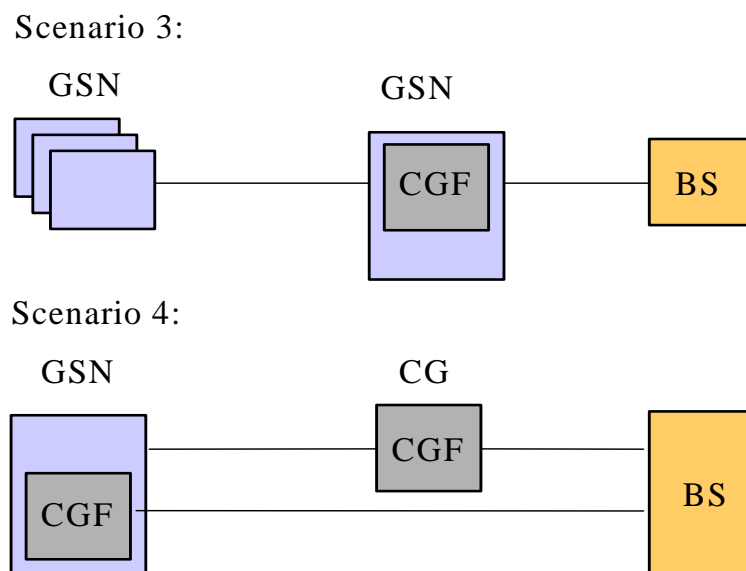 Scenario 3:
GSN GSN
CGF BS
Scenario 4:
GSN CG
CGF
CGF BS